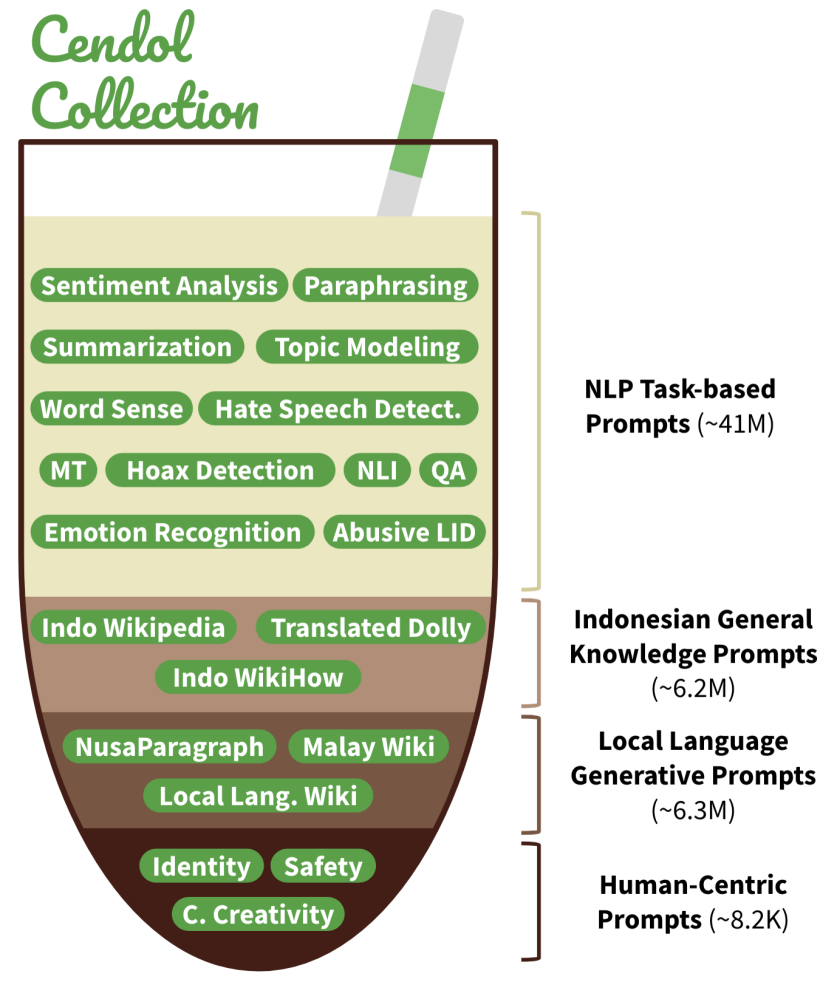 Cendol
Collection
Sentiment Analysis Paraphrasing
Summarization Topic Modeling
Word Sense Hate Speech Detect.
MT Hoax Detection NLI QA
Emotion Recognition Abusive LID
NLP Task-based
Prompts (~41M)
Indo Wikipedia Translated Dolly
Indo WikiHow
Indonesian General
Knowledge Prompts
(~6.2M)
NusaParagraph Malay Wiki
Local Lang. Wiki
Local Language
Generative Prompts
(~6.3M)
Identity Safety
C. Creativity
Human-Centric
Prompts (~8.2K)